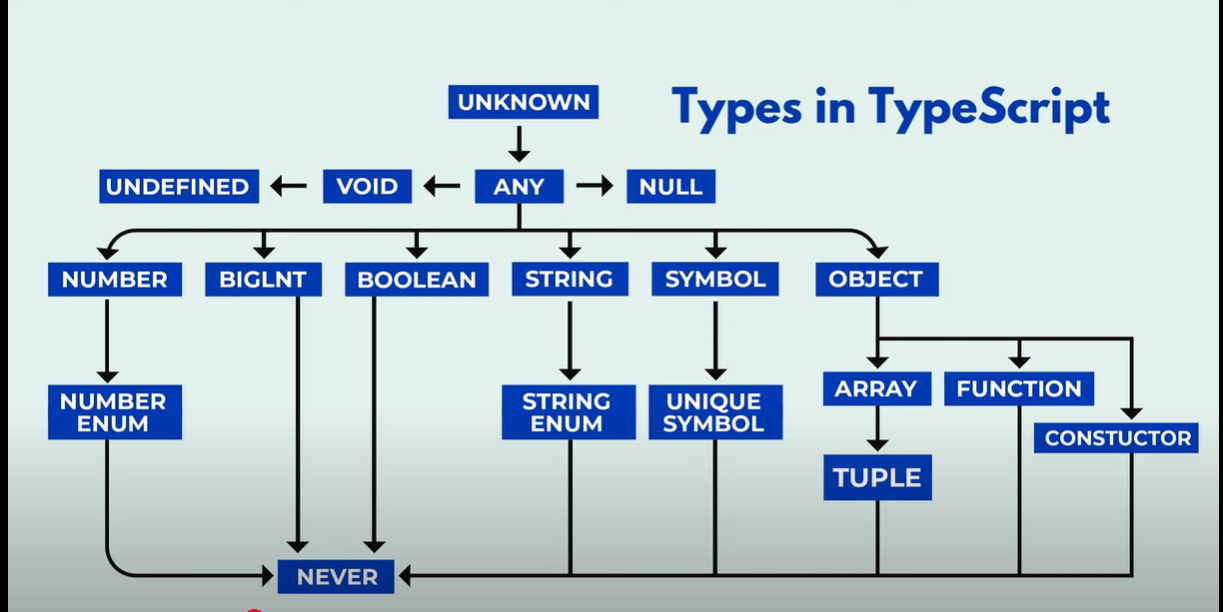 UNKNOWN
Types in TypeScript
UNDEFINED
VOID
ANY
NULL
NUMBER
BIGLNT
BOOLEAN
STRING
SYMBOL
OBJECT
NUMBER
ENUM
STRING
ENUM
UNIQUE
SYMBOL
ARRAY
FUNCTION
CONSTUCTOR
TUPLE
NEVER